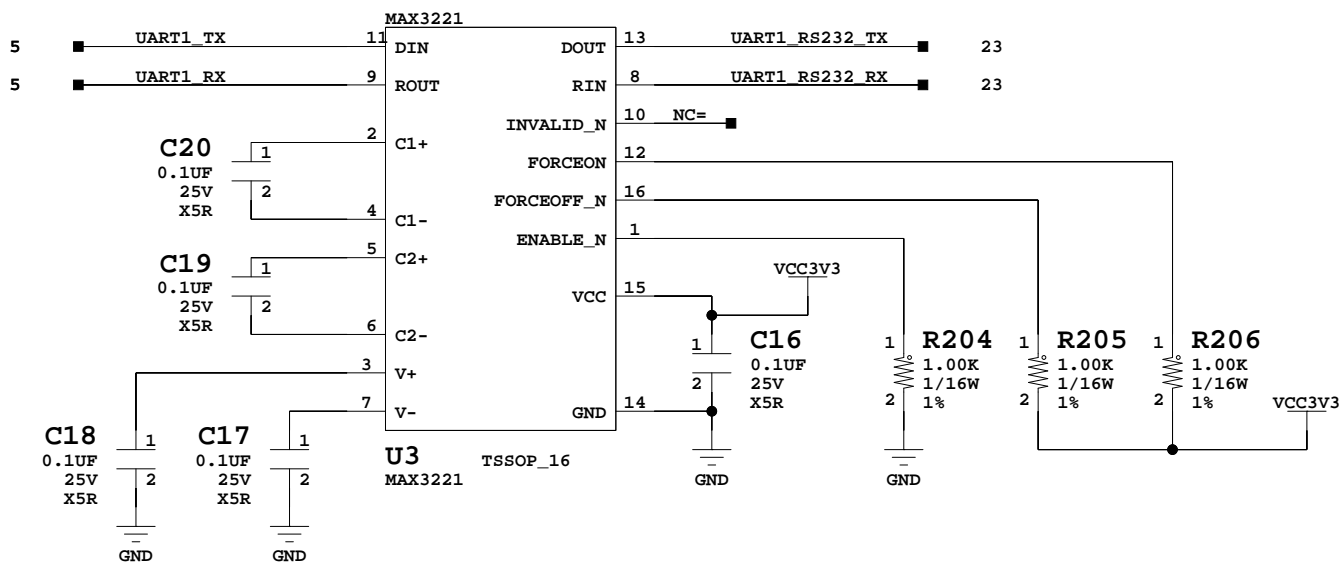 MAX3221
5 UART1_TX 11 DIN DOUT 13 UART1_RS232_TX 23
5 UART1_RX 9 ROUT RIN 8 UART1_RS232_RX 23
INVALID_N 10 NC=
2 C1+
FORCEON 12
C20 1
0.1UF
25V 2
X5R
FORCEOFF_N 16
4 C1-
ENABLE_N 1
5 C2+
C19 1
0.1UF
25V 2
X5R
VCC3V3
VCC 15
6 C2-
1 C16
0.1UF
2 25V
X5R
1 R204
1.00K
1/16W
2 1%
1 R205
1.00K
1/16W
2 1%
1 R206
1.00K
1/16W
2 1%
VCC3V3
3 V+
7 V-
GND 14
C18 1
0.1UF
25V 2
X5R
C17 1
0.1UF
25V 2
X5R
U3 TSSOP_16
MAX3221
GND
GND
GND
GND